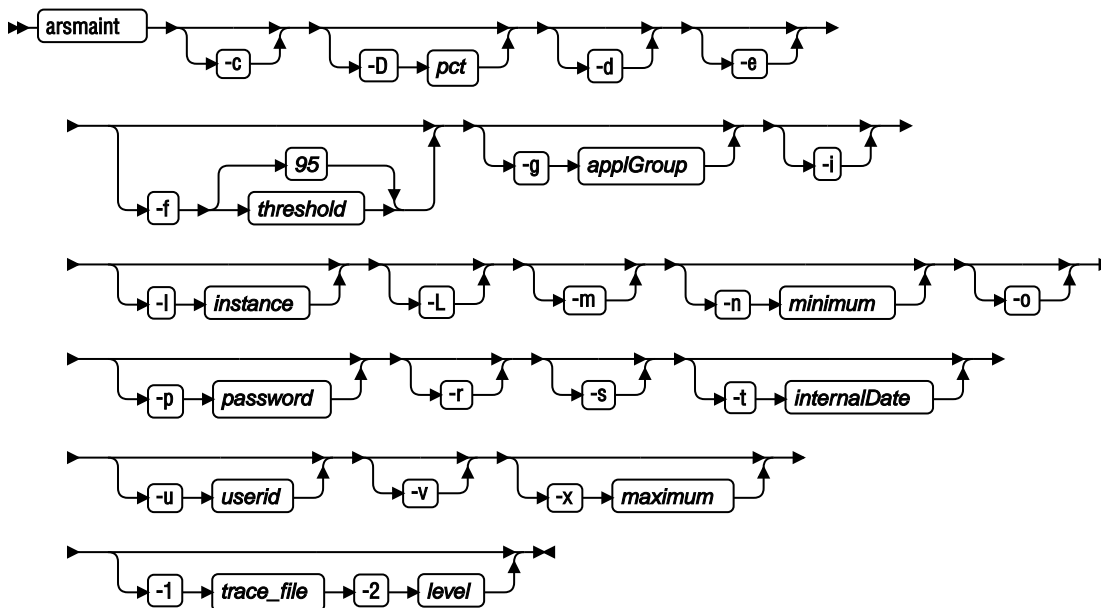 arsmaint -c -D pct -d -e
-f 95 threshold -g applGroup -i
-I instance -L -m -n minimum -o
-p password -r -s -t internalDate
-u userid -v -x maximum
-1 trace_file -2 level